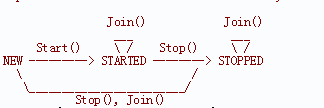 Join() Join()
Start() Stop()
NEW STARTED STOPPED
Stop(), Join()